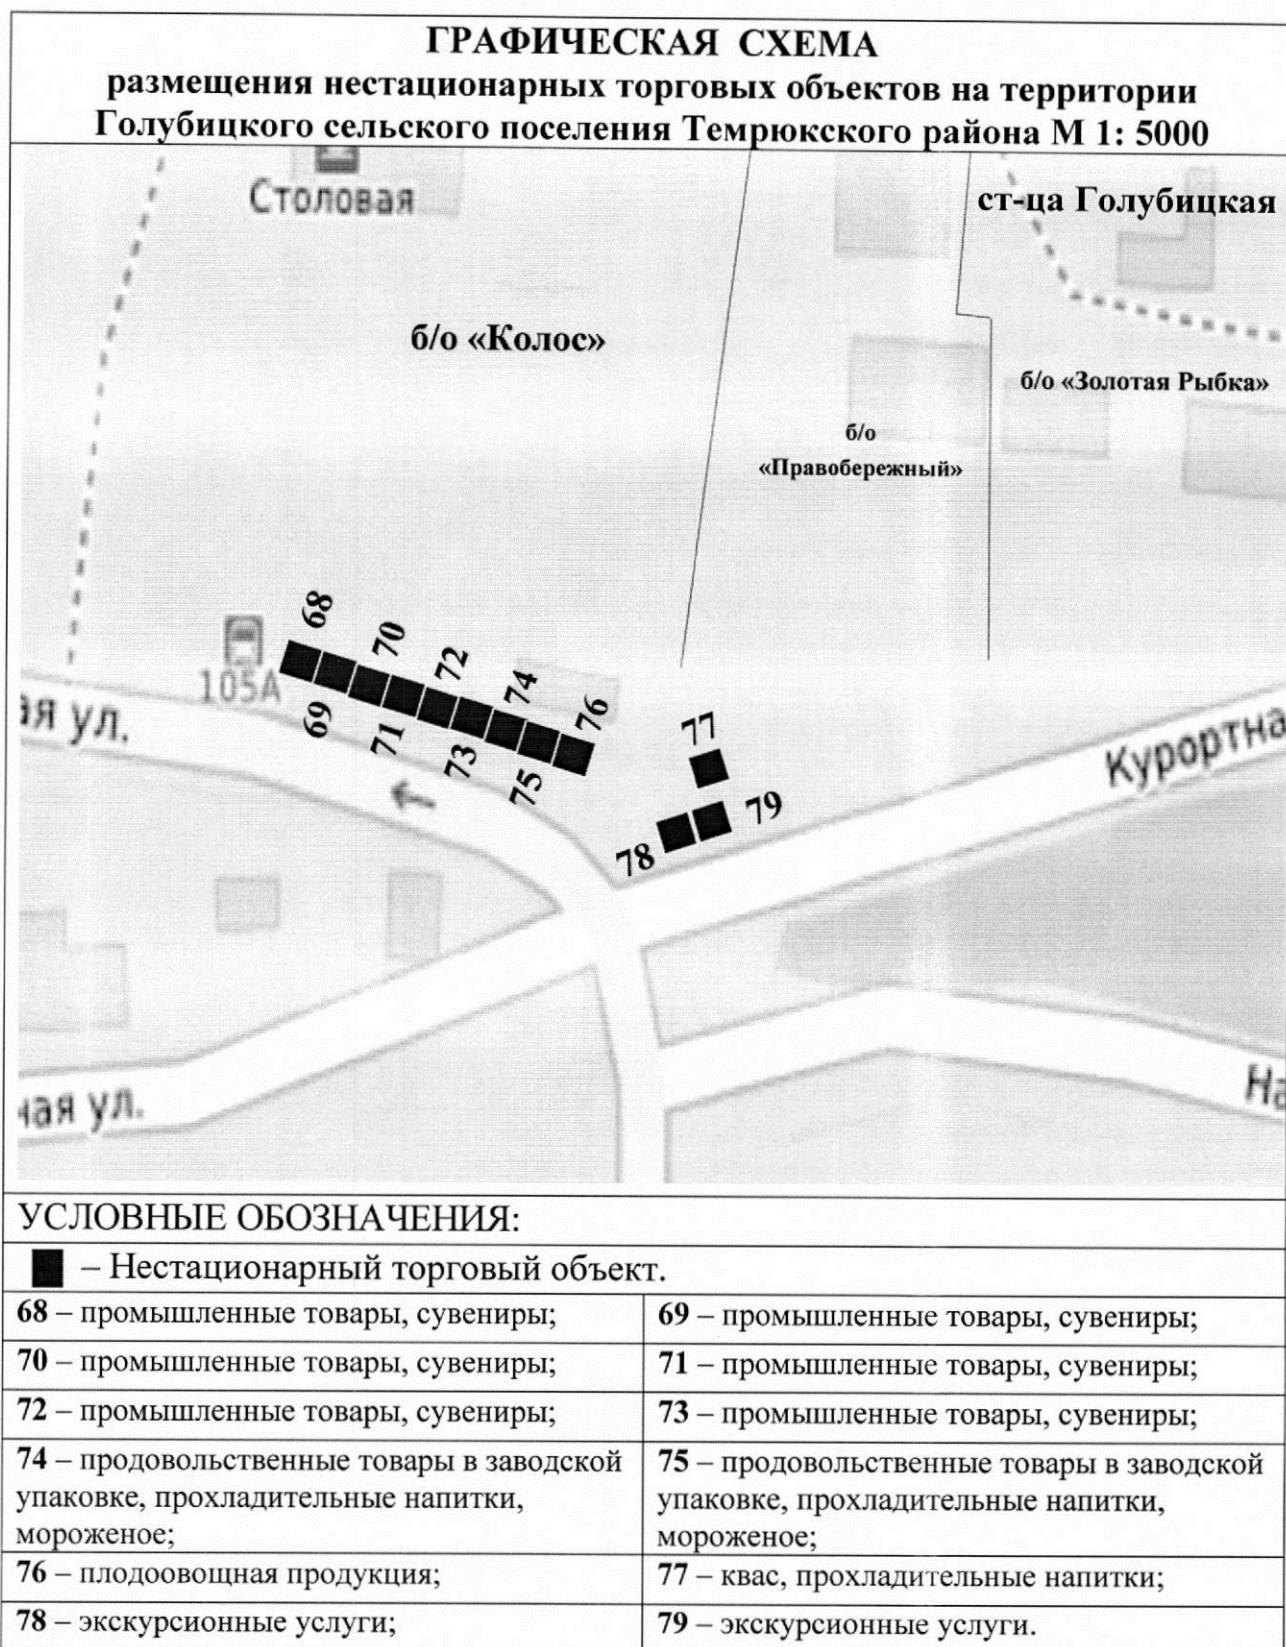 ГРАФИЧЕСКАЯ СХЕМА
размещения нестационарных торговых объектов на территории
Голубицкого сельского поселения Темрюкского района М 1: 5000
Столовая
ст-ца Голубицкая
б/о «Колос»
б/о «Золотая Рыбка»
б/о
«Правобережный»
68
70
72
74
76
105А
69
71
73
75
77
79
78
ая ул.
Курортна
ная ул.
На
УСЛОВНЫЕ ОБОЗНАЧЕНИЯ:
– Нестационарный торговый объект.
68 – промышленные товары, сувениры;
69 – промышленные товары, сувениры;
70 – промышленные товары, сувениры;
71 – промышленные товары, сувениры;
72 – промышленные товары, сувениры;
73 – промышленные товары, сувениры;
74 – продовольственные товары в заводской
упаковке, прохладительные напитки,
мороженое;
75 – продовольственные товары в заводской
упаковке, прохладительные напитки,
мороженое;
76 – плодоовощная продукция;
77 – квас, прохладительные напитки;
78 – экскурсионные услуги;
79 – экскурсионные услуги.